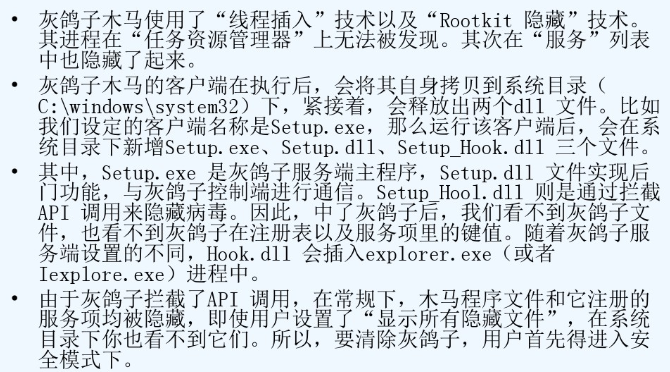 • 灰鸽子木马使用了“线程插入”技术以及“Rootkit 隐藏”技术。
其进程在“任务资源管理器”上无法被发现。其次在“服务”列表
中也隐藏了起来。
• 灰鸽子木马的客户端在执行后，会将其自身拷贝到系统目录（
C:\windows\system32）下，紧接着，会释放出两个dll 文件。比如
我们设定的客户端名称是Setup.exe，那么运行该客户端后，会在系
统目录下新增Setup.exe、Setup.dll、Setup_Hook.dll 三个文件。
• 其中，Setup.exe 是灰鸽子服务端主程序，Setup.dll 文件实现后
门功能，与灰鸽子控制端进行通信。Setup_Hool.dll 则是通过拦截
API 调用来隐藏病毒。因此，中了灰鸽子后，我们看不到灰鸽子文
件，也看不到灰鸽子在注册表以及服务项里的键值。随着灰鸽子服
务端设置的不同，Hook.dll 会插入explorer.exe（或者
Iexplore.exe）进程中。
• 由于灰鸽子拦截了API 调用，在常规下，木马程序文件和它注册的
服务项均被隐藏，即使用户设置了“显示所有隐藏文件”，在系统
目录下你也看不到它们。所以，要清除灰鸽子，用户首先得进入安
全模式下。